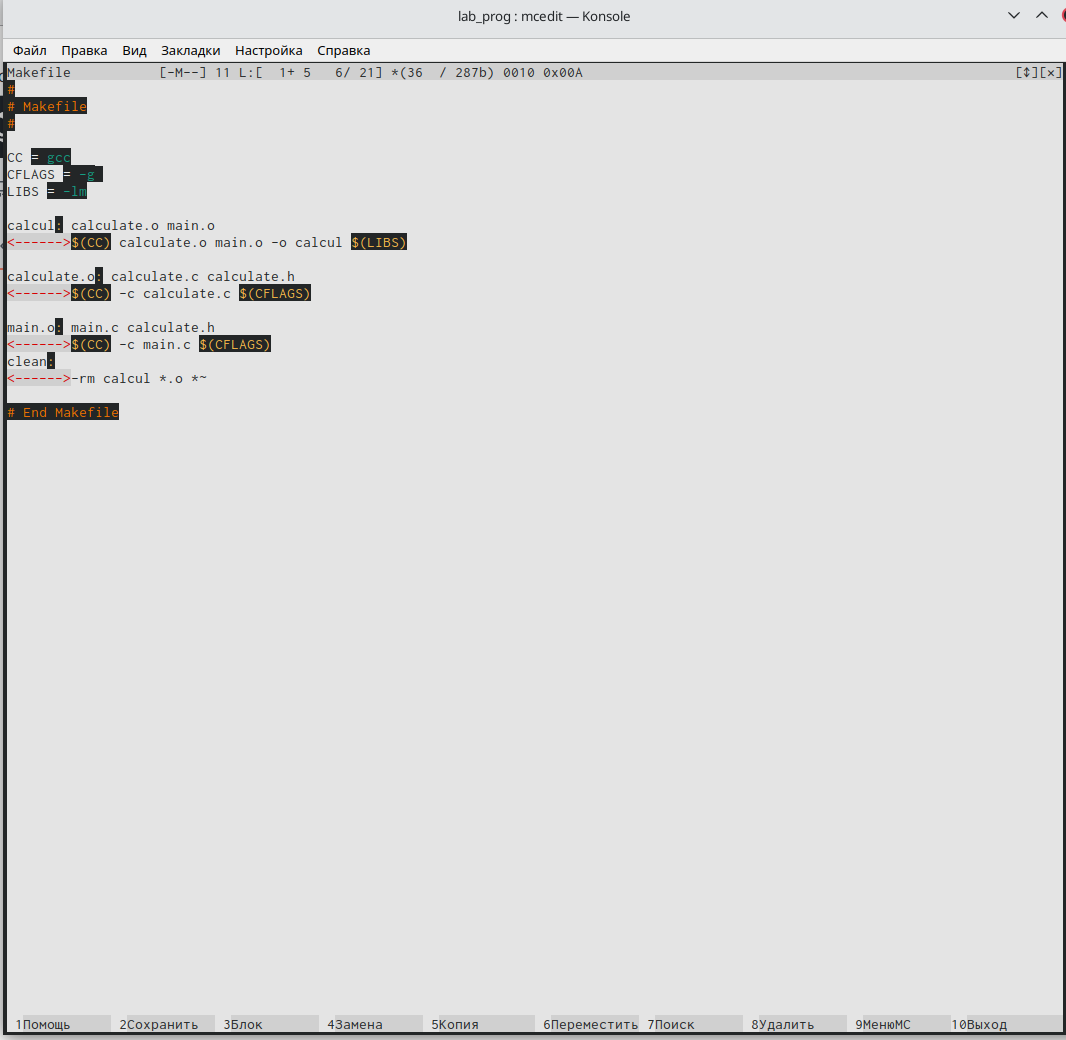 lab_prog : mcedit — Konsole
Файл Правка Вид Закладки Настройка Справка
Makefile [-M--] 11 L:[ 1+ 5 6/ 21] *(36 / 287b) 0010 0x00A [↕][×]
#
# Makefile
#
CC = gcc
CFLAGS = -g
LIBS = -lm
calcul: calculate.o main.o
<------>$(CC) calculate.o main.o -o calcul $(LIBS)
calculate.o: calculate.c calculate.h
<------>$(CC) -c calculate.c $(CFLAGS)
main.o: main.c calculate.h
<------>$(CC) -c main.c $(CFLAGS)
clean:
<------>-rm calcul *.o *~
# End Makefile
1Помощь 2Сохранить 3Блок 4Замена 5Копия 6Переместить 7Поиск 8Удалить 9МенюMC 10Выход